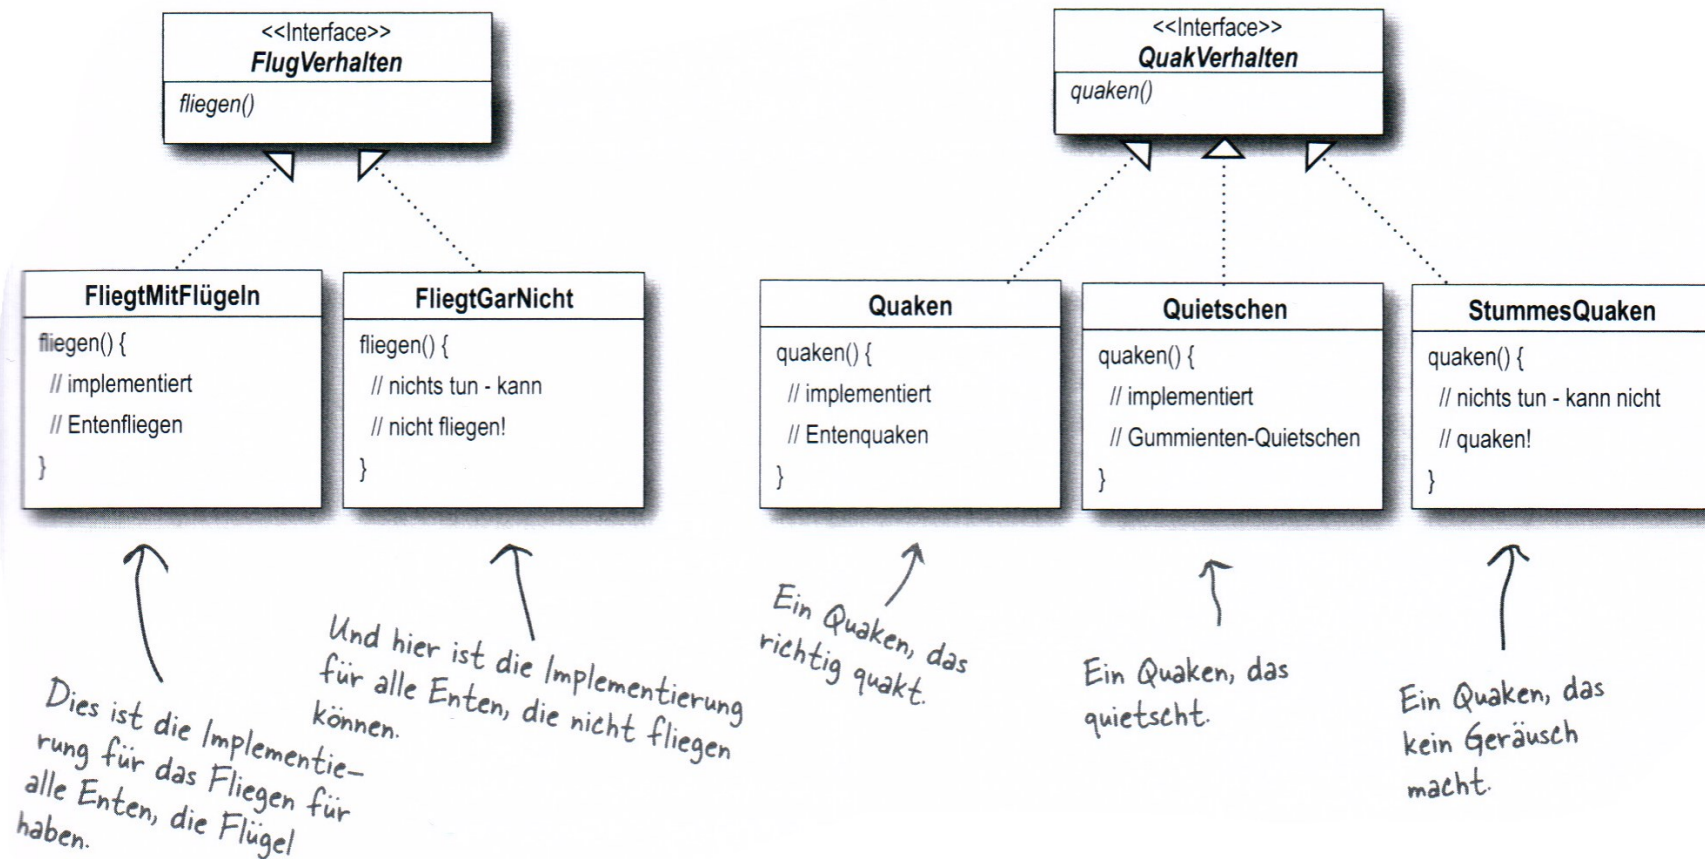 <<Interface>>
FlugVerhalten
fliegen()
<<Interface>>
QuakVerhalten
quaken()
FliegtMitFlügeln
fliegen() {
// implementiert
// Entenfliegen
}
FliegtGarNicht
fliegen() {
// nichts tun - kann
// nicht fliegen!
}
Quaken
quaken() {
// implementiert
// Entenquaken
}
Quietschen
quaken() {
// implementiert
// Gummienten-Quietschen
}
StummesQuaken
quaken() {
// nichts tun - kann nicht
// quaken!
}
Dies ist die Implementie-
rung für das Fliegen für
alle Enten, die Flügel
haben.
Und hier ist die Implementierung
für alle Enten, die nicht fliegen
können.
Ein Quaken, das
richtig quakt.
Ein Quaken, das
quietscht.
Ein Quaken, das
kein Geräusch
macht.